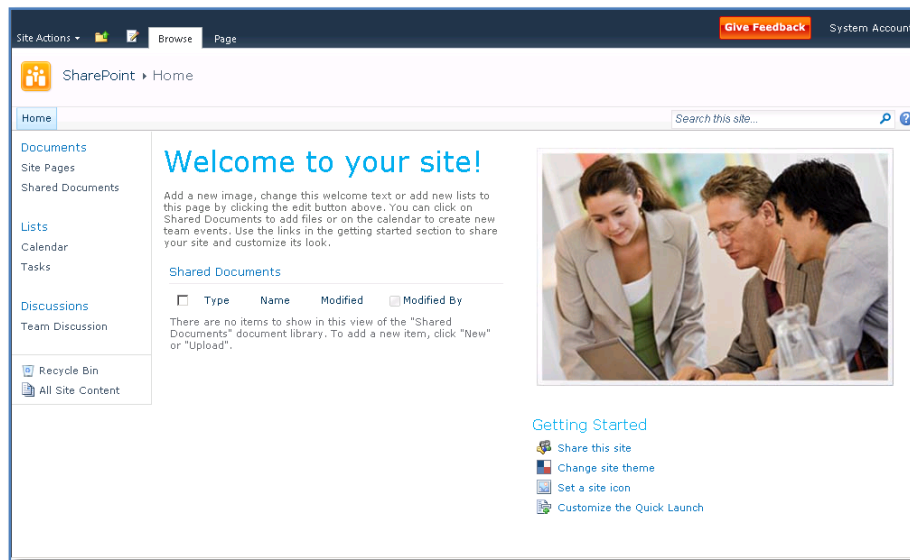 Site Actions Browse Page Give Feedback System Account
SharePoint Home
Home Search this site...
Documents
Site Pages
Shared Documents
Lists
Calendar
Tasks
Discussions
Team Discussion
Recycle Bin
All Site Content
Welcome to your site!
Add a new image, change this welcome text or add new lists to
this page by clicking the edit button above. You can click on
Shared Documents to add files or on the calendar to create new
team events. Use the links in the getting started section to share
your site and customize its look.
Shared Documents
Type Name Modified Modified By
There are no items to show in this view of the "Shared
Documents" document library. To add a new item, click "New"
or "Upload".
Getting Started
Share this site
Change site theme
Set a site icon
Customize the Quick Launch